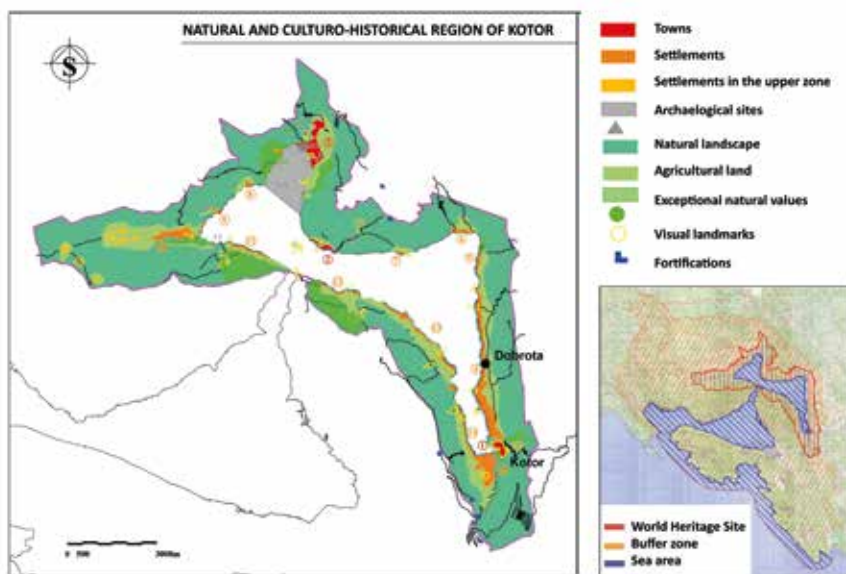 NATURAL AND CULTURO-HISTORICAL REGION OF KOTOR
S
Dobrota
Kotor
Towns
Settlements
Settlements in the upper zone
Archaelogical sites
Natural landscape
Agricultural land
Exceptional natural values
Visual landmarks
Fortifications
World Heritage Site
Buffer zone
Sea area